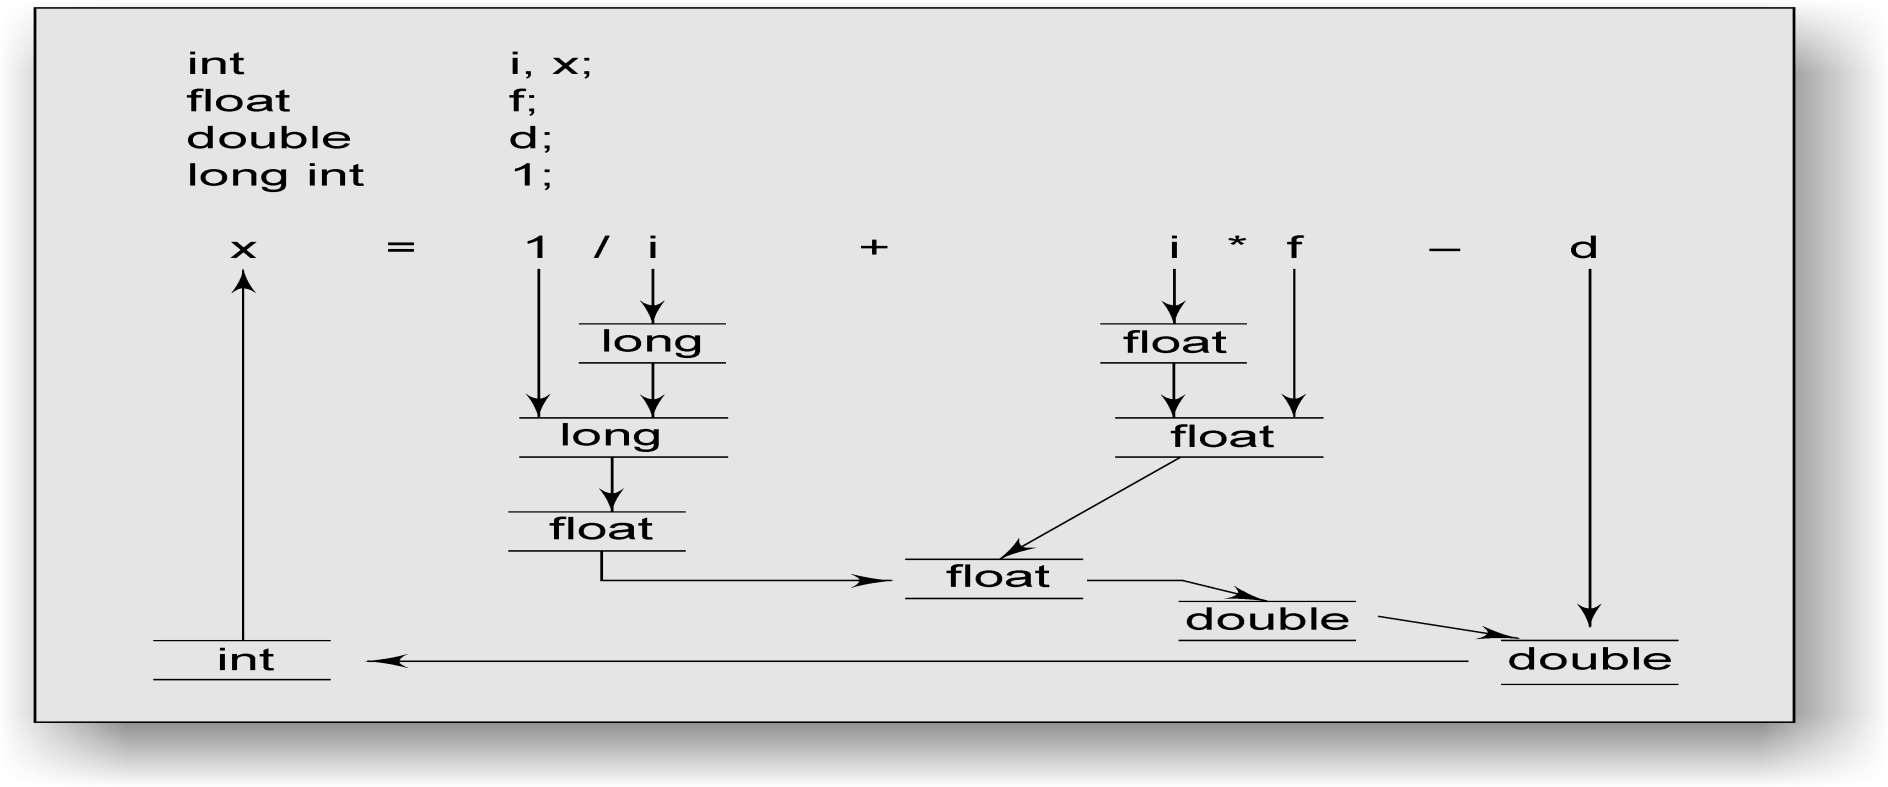 int i, x;
float f;
double d;
long int 1;
x = 1 / i + i * f – d
long float
long float
float
float
double
int double